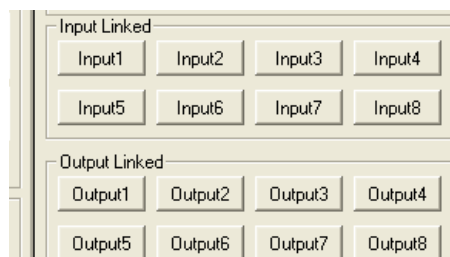 Input Linked
Input1 Input2 Input3 Input4
Input5 Input6 Input7 Input8
Output Linked
Output1 Output2 Output3 Output4
Output5 Output6 Output7 Output8